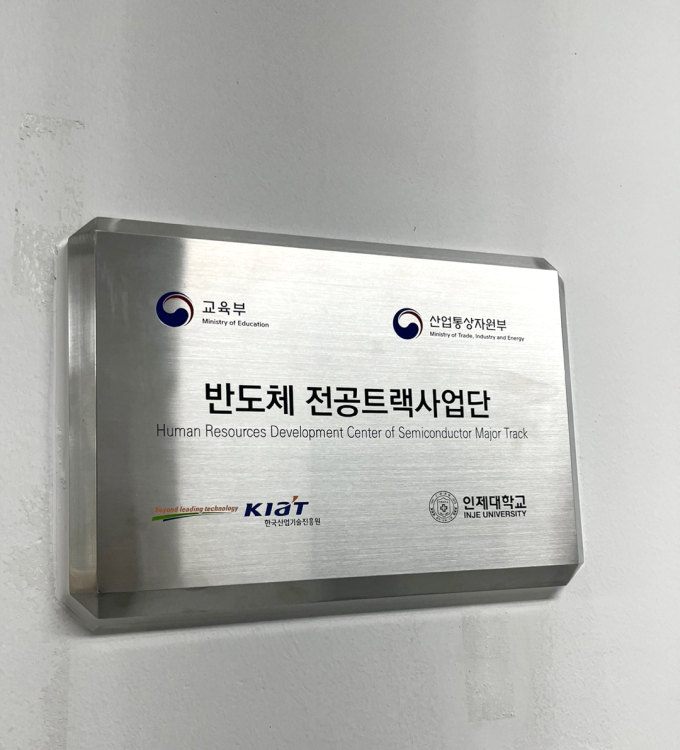 교육부
Ministry of Education
산업통상자원부
Ministry of Trade, Industry and Energy
반도체 전공트랙사업단
Human Resources Development Center of Semiconductor Major Track
Beyond leading technology
KIAT
한국산업기술진흥원
인제대학교
INJE UNIVERSITY